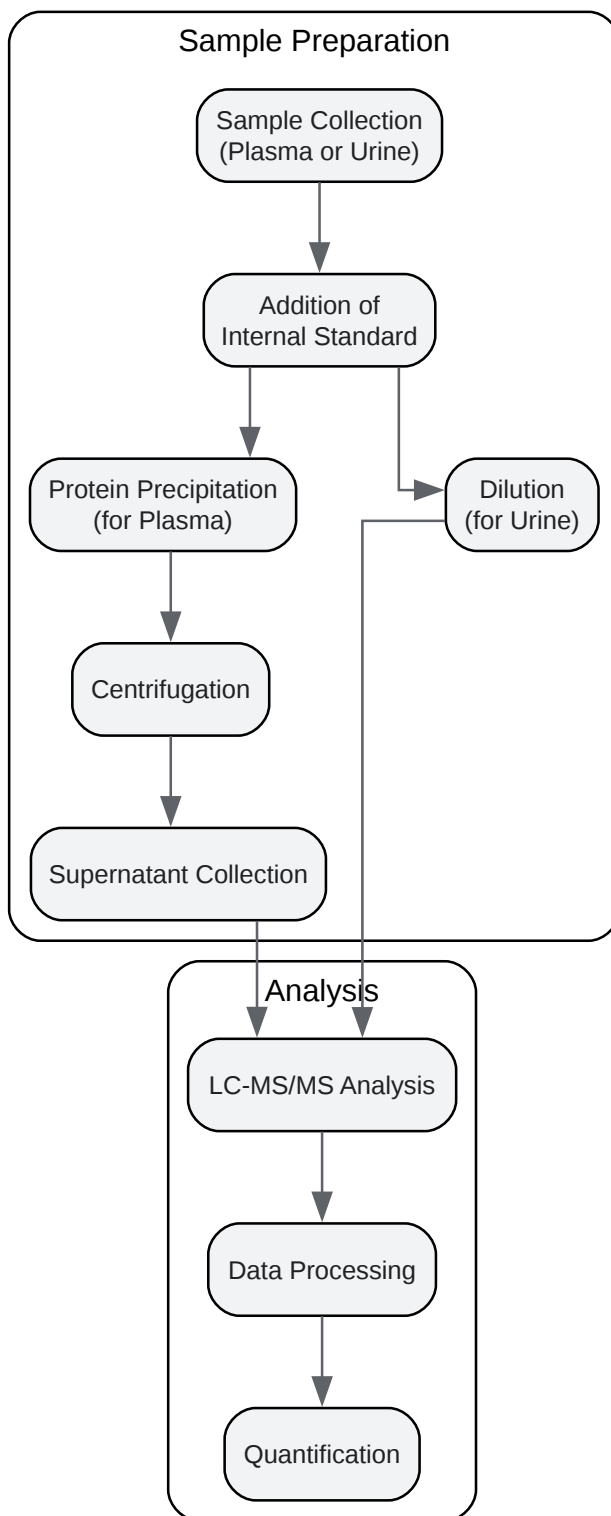 Sample Preparation
Sample Collection
(Plasma or Urine)
Addition of
Internal Standard
Protein Precipitation
(for Plasma)
Dilution
(for Urine)
Centrifugation
Supernatant Collection
Analysis
LC-MS/MS Analysis
Data Processing
Quantification